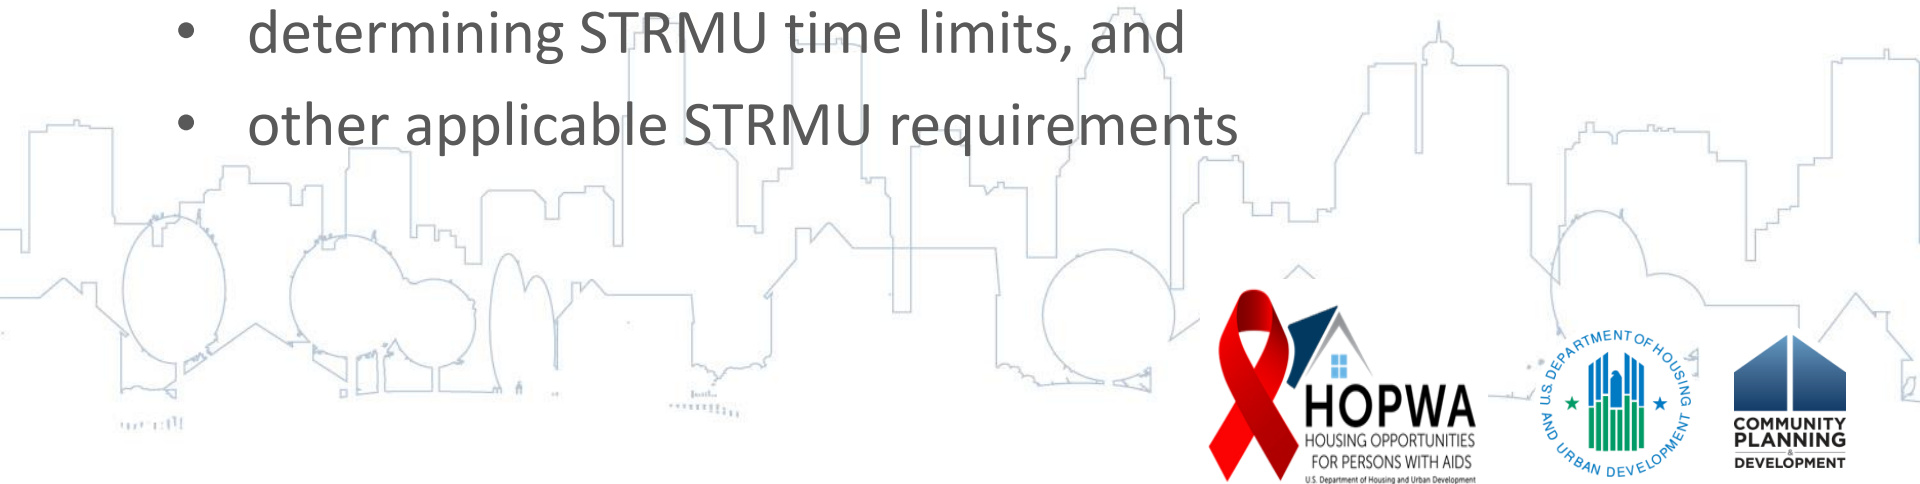 • determining STRMU time limits, and
• other applicable STRMU requirements
HOPWA
HOUSING OPPORTUNITIES
FOR PERSONS WITH AIDS
U.S. Department of Housing and Urban Development
U.S. DEPARTMENT OF HOUSING
AND URBAN DEVELOPMENT
COMMUNITY
PLANNING
&
DEVELOPMENT